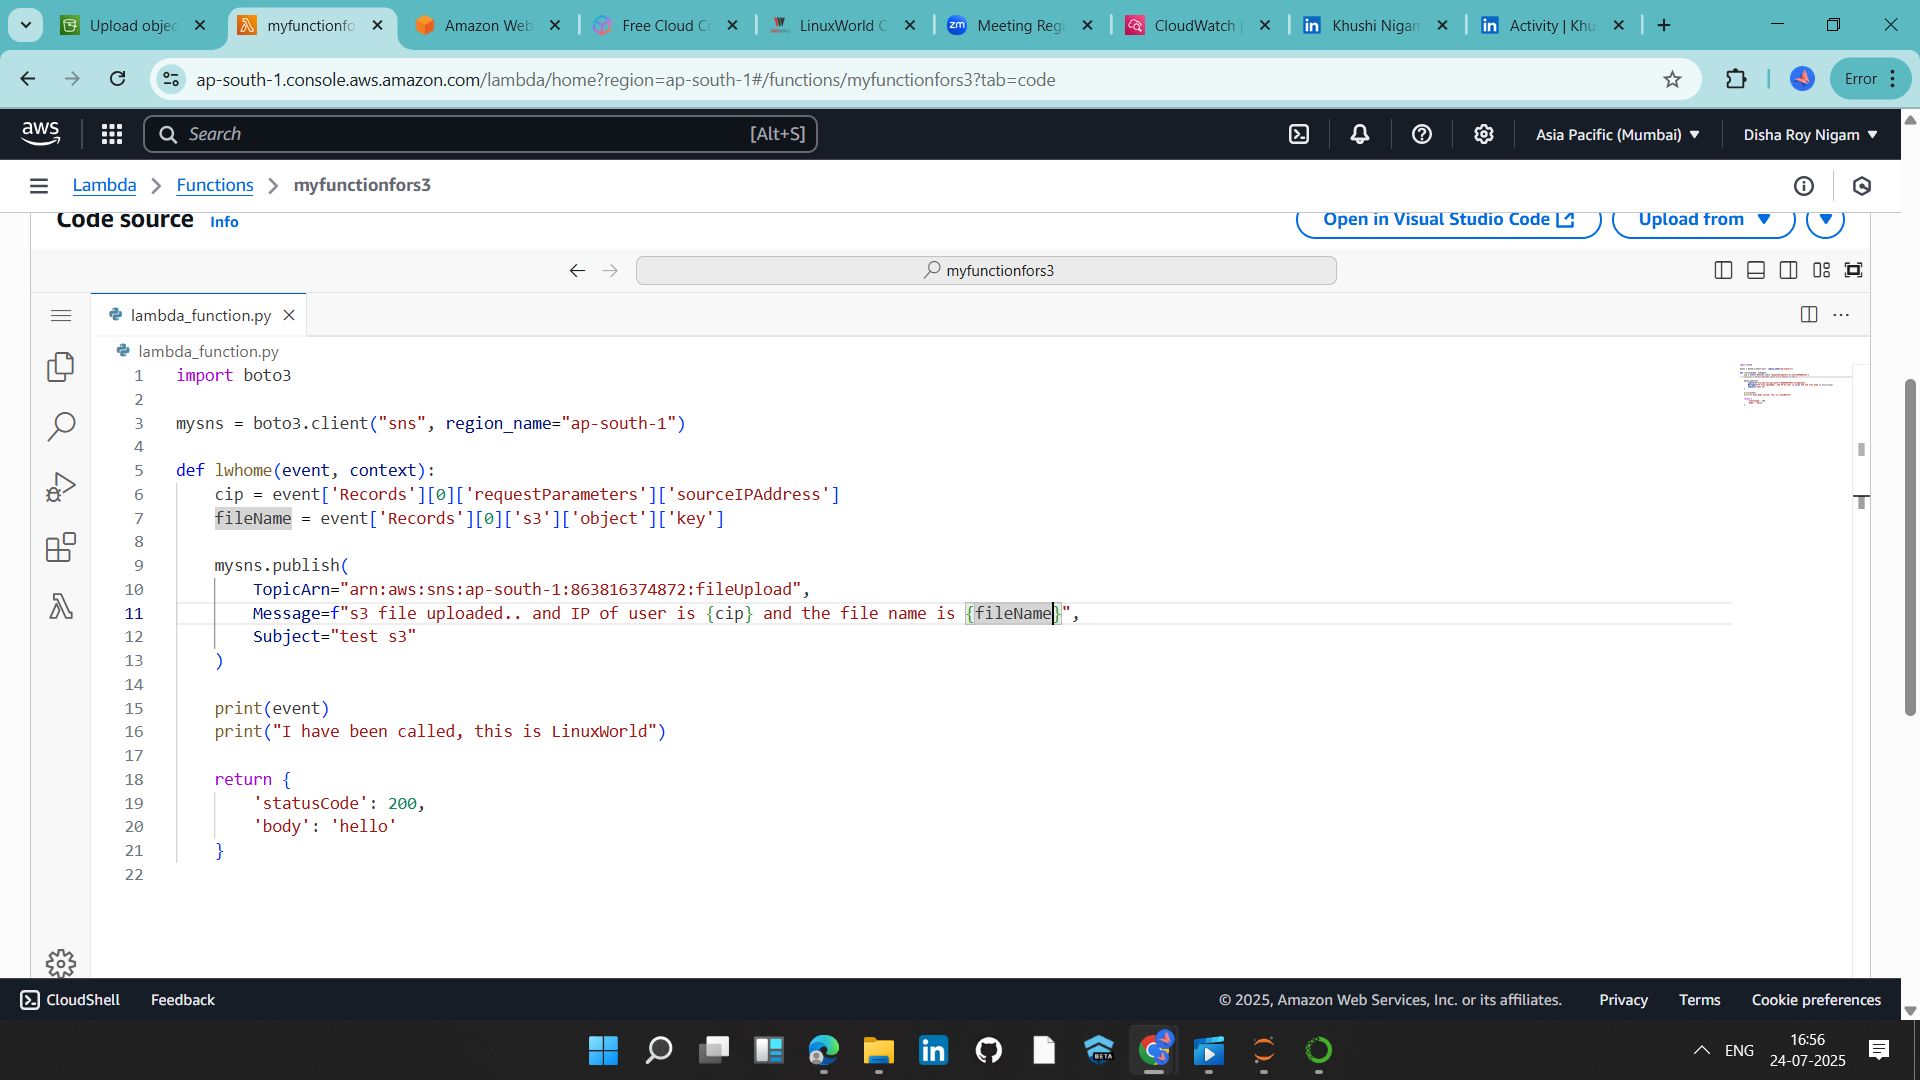 Upload objec
myfunctionfo
Amazon Web
Free Cloud Co
LinuxWorld C
zm
Meeting Regi
CloudWatch |
in
Khushi Nigam
in
Activity | Khu
ap-south-1.console.aws.amazon.com/lambda/home?region=ap-south-1#/functions/myfunctionfors3?tab=code
Error
aws
Search
[Alt+S]
Asia Pacific (Mumbai)
Disha Roy Nigam
Lambda
Functions
myfunctionfors3
Code source
Info
Open in Visual Studio Code
Upload from
myfunctionfors3
lambda_function.py
lambda_function.py
1 import boto3
2
3 mysns = boto3.client("sns", region_name="ap-south-1")
4
5 def lwhome(event, context):
6     cip = event['Records'][0]['requestParameters']['sourceIPAddress']
7     fileName = event['Records'][0]['s3']['object']['key']
8
9     mysns.publish(
10         TopicArn="arn:aws:sns:ap-south-1:863816374872:fileUpload",
11         Message=f"s3 file uploaded.. and IP of user is {cip} and the file name is {fileName}",
12         Subject="test s3"
13     )
14
15     print(event)
16     print("I have been called, this is LinuxWorld")
17
18     return {
19         'statusCode': 200,
20         'body': 'hello'
21     }
22
CloudShell
Feedback
© 2025, Amazon Web Services, Inc. or its affiliates.
Privacy
Terms
Cookie preferences
in
BETA
ENG
16:56
24-07-2025